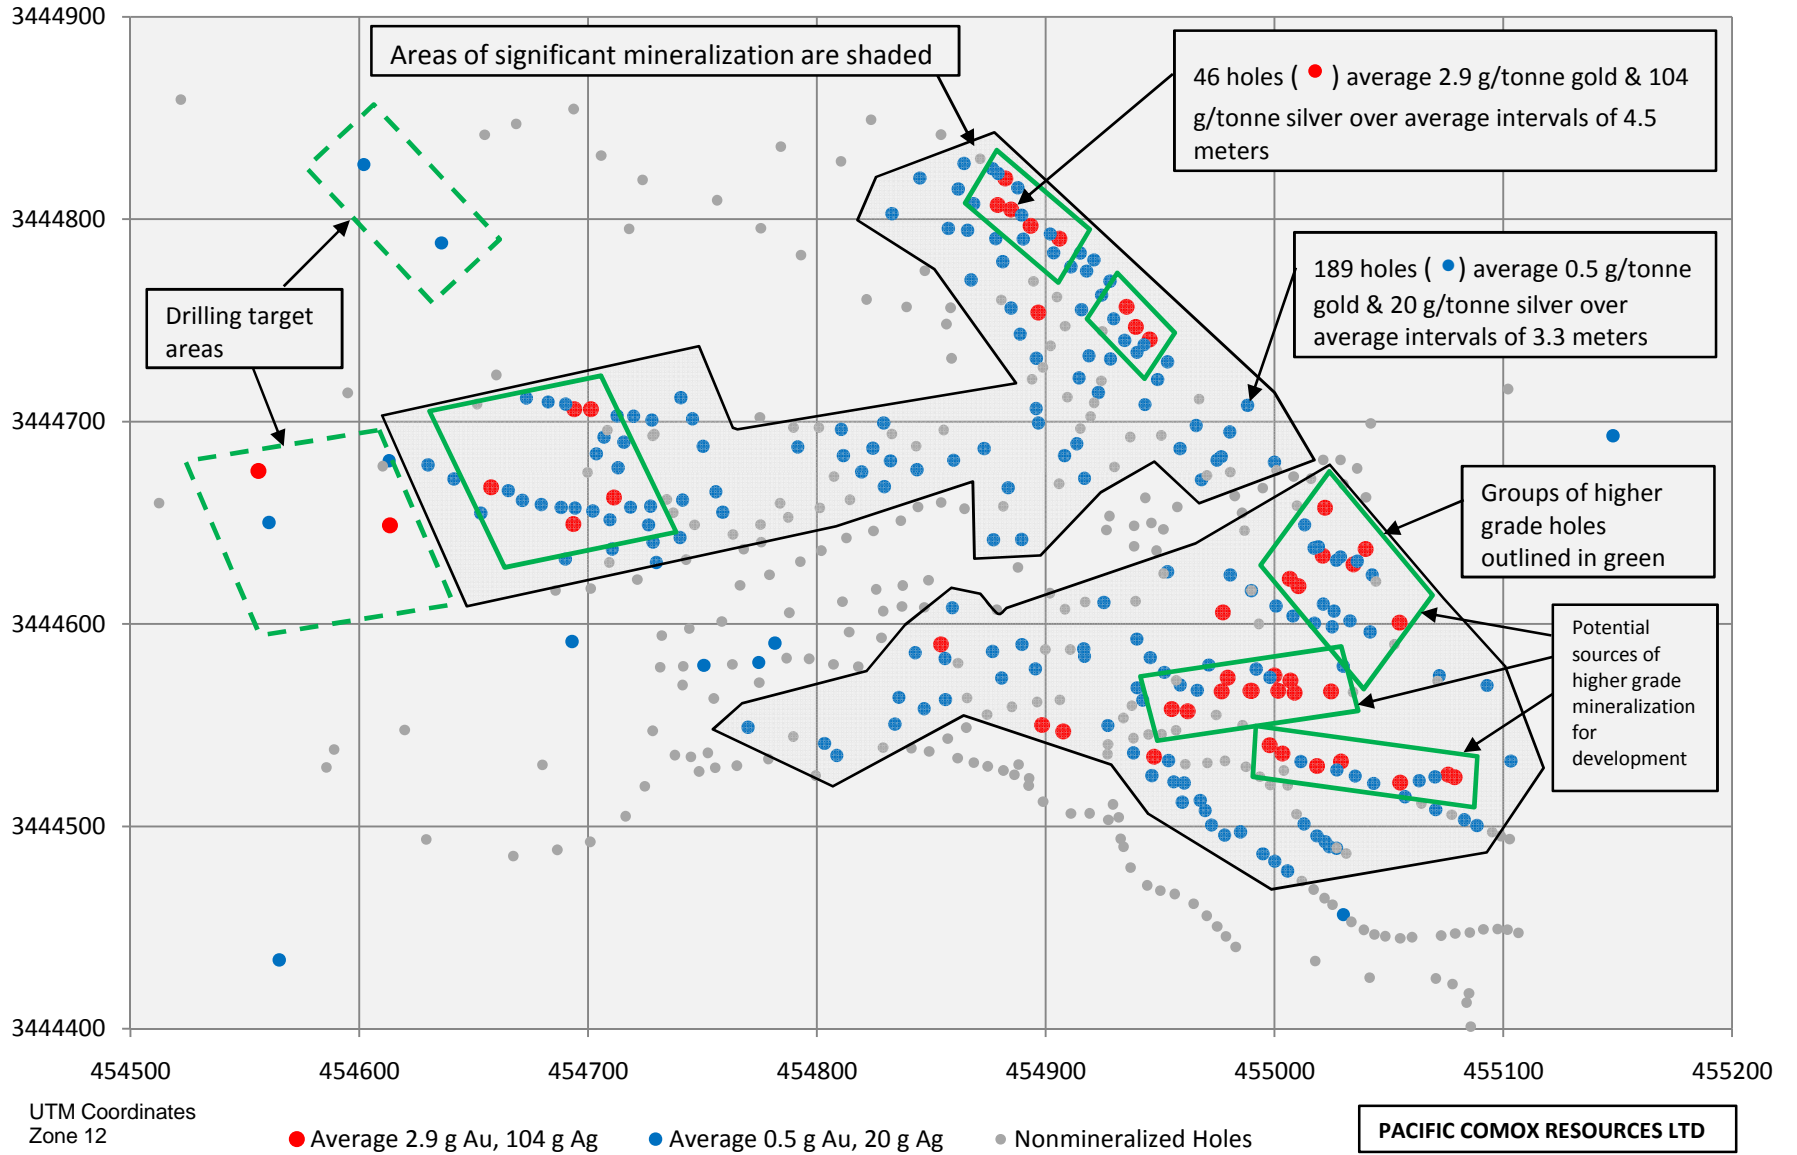 3444900
3444800
3444700
3444600
3444500
3444400
454500
454600
454700
454800
454900
455000
455100
455200
Areas of significant mineralization are shaded
46 holes ( ) average 2.9 g/tonne gold & 104
g/tonne silver over average intervals of 4.5
meters
189 holes ( ) average 0.5 g/tonne
gold & 20 g/tonne silver over
average intervals of 3.3 meters
Drilling target
areas
Groups of higher
grade holes
outlined in green
Potential
sources of
higher grade
mineralization
for
development
UTM Coordinates
Zone 12
Average 2.9 g Au, 104 g Ag
Average 0.5 g Au, 20 g Ag
Nonmineralized Holes
PACIFIC COMOX RESOURCES LTD